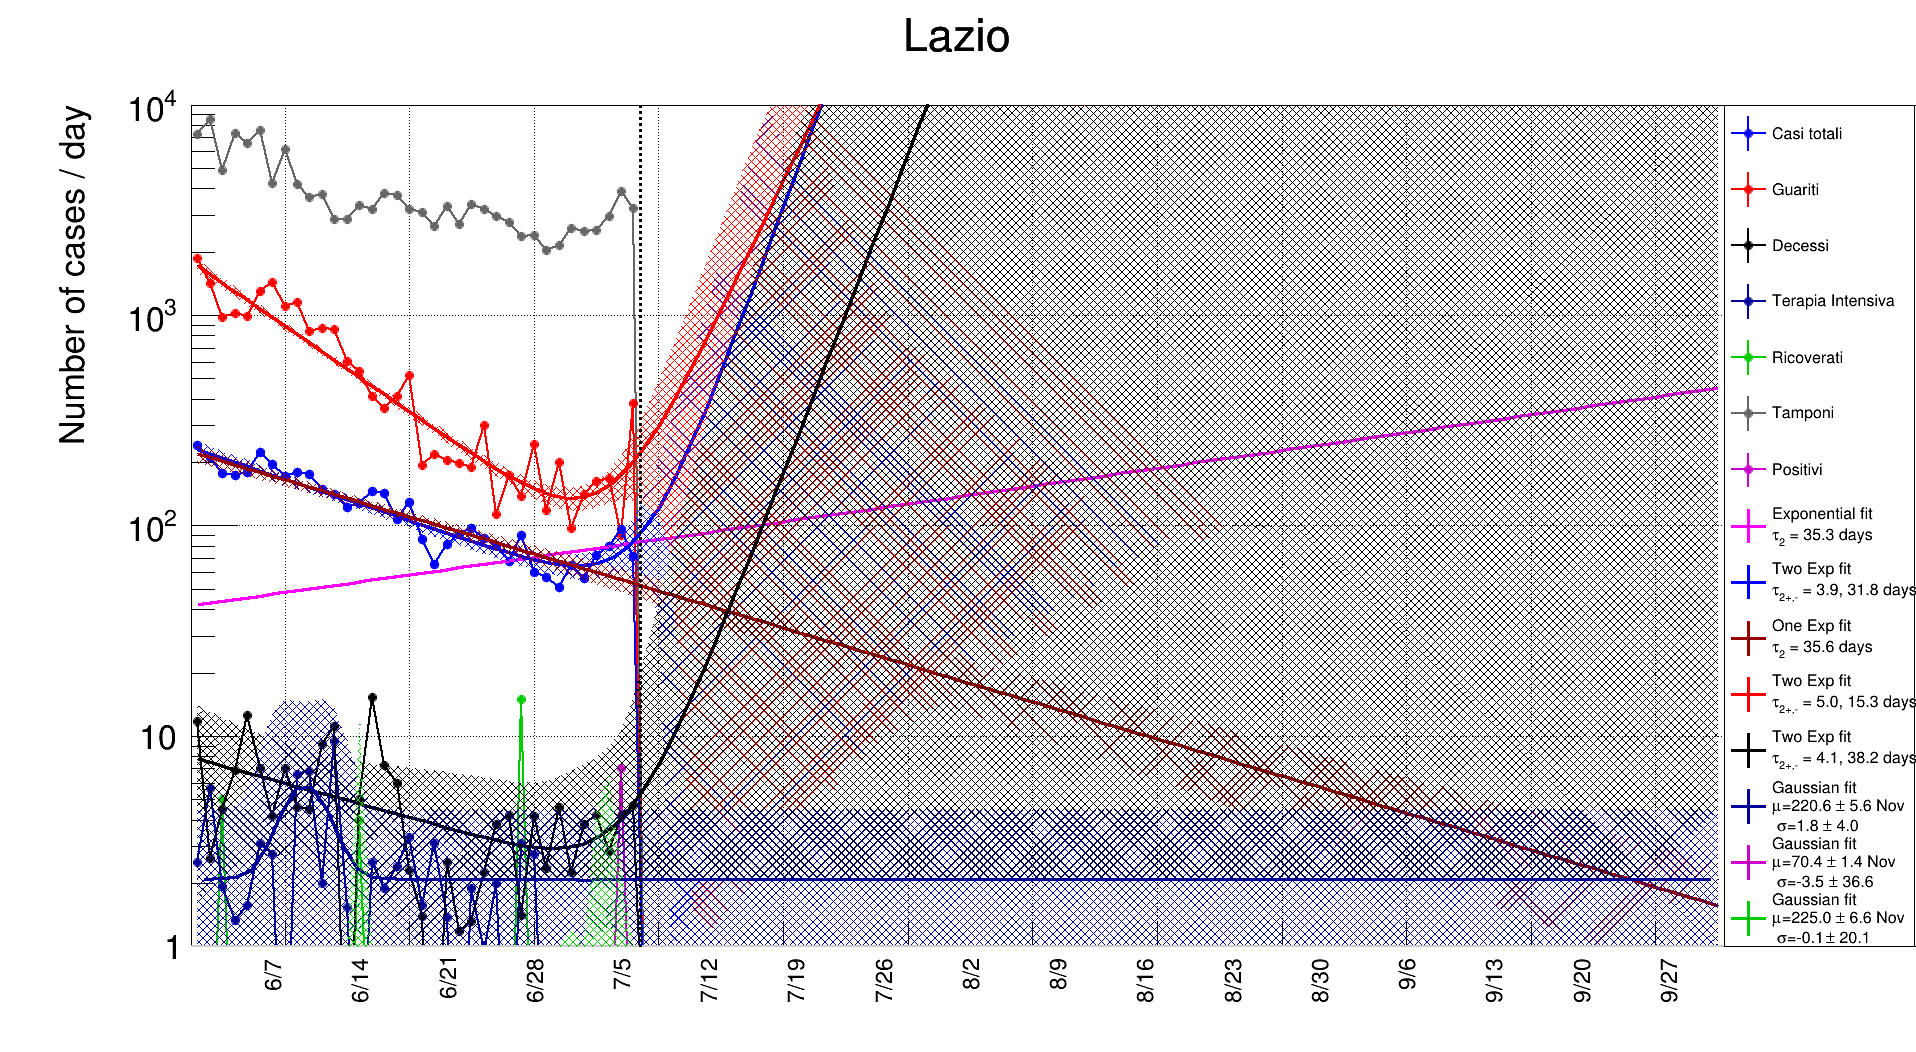 Lazio
Number of cases / day
10^4
10^3
10^2
10
1
6/7
6/14
6/21
6/28
7/5
7/12
7/19
7/26
8/2
8/9
8/16
8/23
8/30
9/6
9/13
9/20
9/27
Casi totali
Guariti
Decessi
Terapia Intensiva
Ricoverati
Tamponi
Positivi
Exponential fit
τ_2 = 35.3 days
Two Exp fit
τ_2+,- = 3.9, 31.8 days
One Exp fit
τ_2 = 35.6 days
Two Exp fit
τ_2+,- = 5.0, 15.3 days
Two Exp fit
τ_2+,- = 4.1, 38.2 days
Gaussian fit
μ=220.6 ± 5.6 Nov
σ=1.8 ± 4.0
Gaussian fit
μ=70.4 ± 1.4 Nov
σ=-3.5 ± 36.6
Gaussian fit
μ=225.0 ± 6.6 Nov
σ=-0.1 ± 20.1